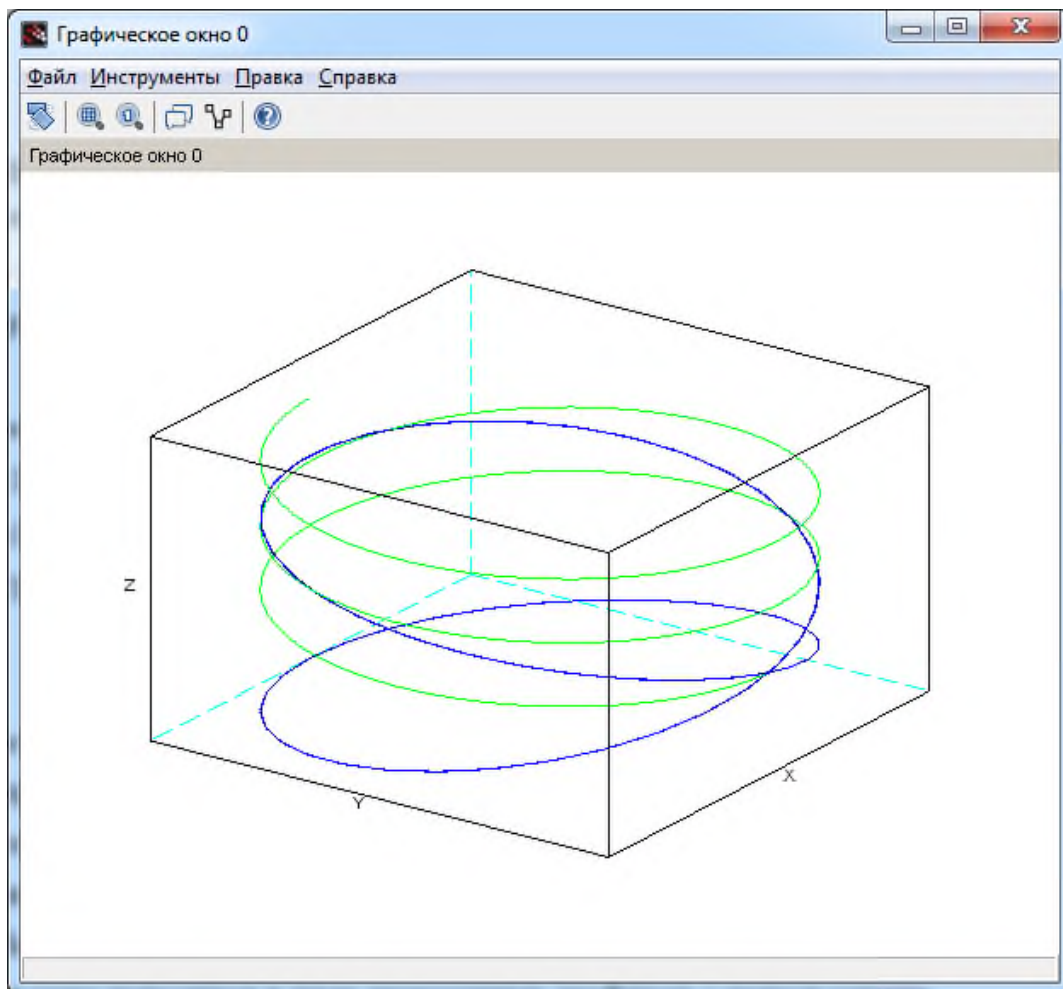 Графическое окно 0
Файл Инструменты Правка Справка
Графическое окно 0
Z
Y
X